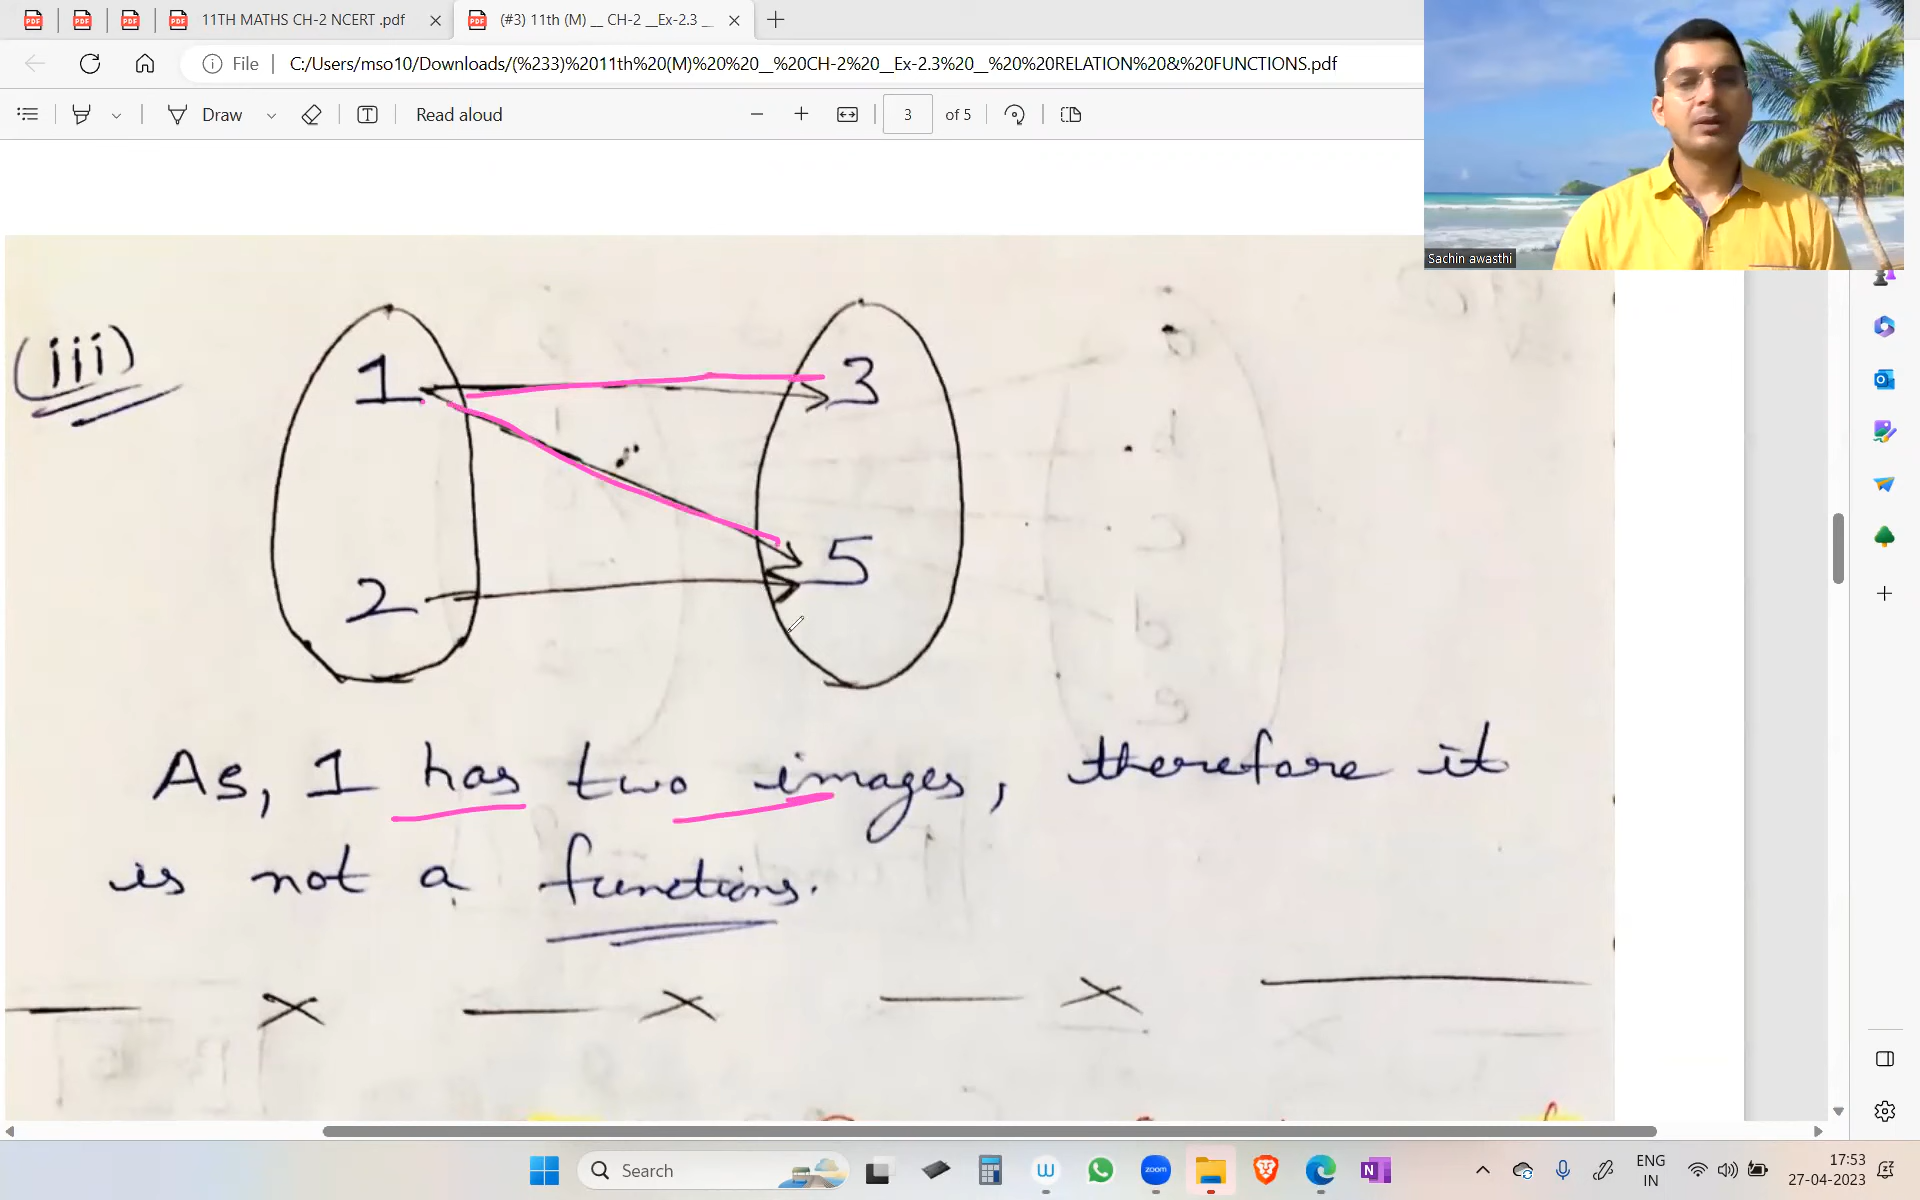 11TH MATHS CH-2 NCERT .pdf
(#3) 11th (M) __ CH-2 __Ex-2.3 __
File
C:/Users/mso10/Downloads/(%233)%2011th%20(M)%20%20__%20CH-2%20__Ex-2.3%20__%20%20RELATION%20&%20FUNCTIONS.pdf
Draw
Read aloud
3 of 5
Sachin awasthi
(iii)
1 3
2 5
As, 1 has two images, therefore it
is not a functions.
Search
zoom
ENG
IN
17:53
27-04-2023